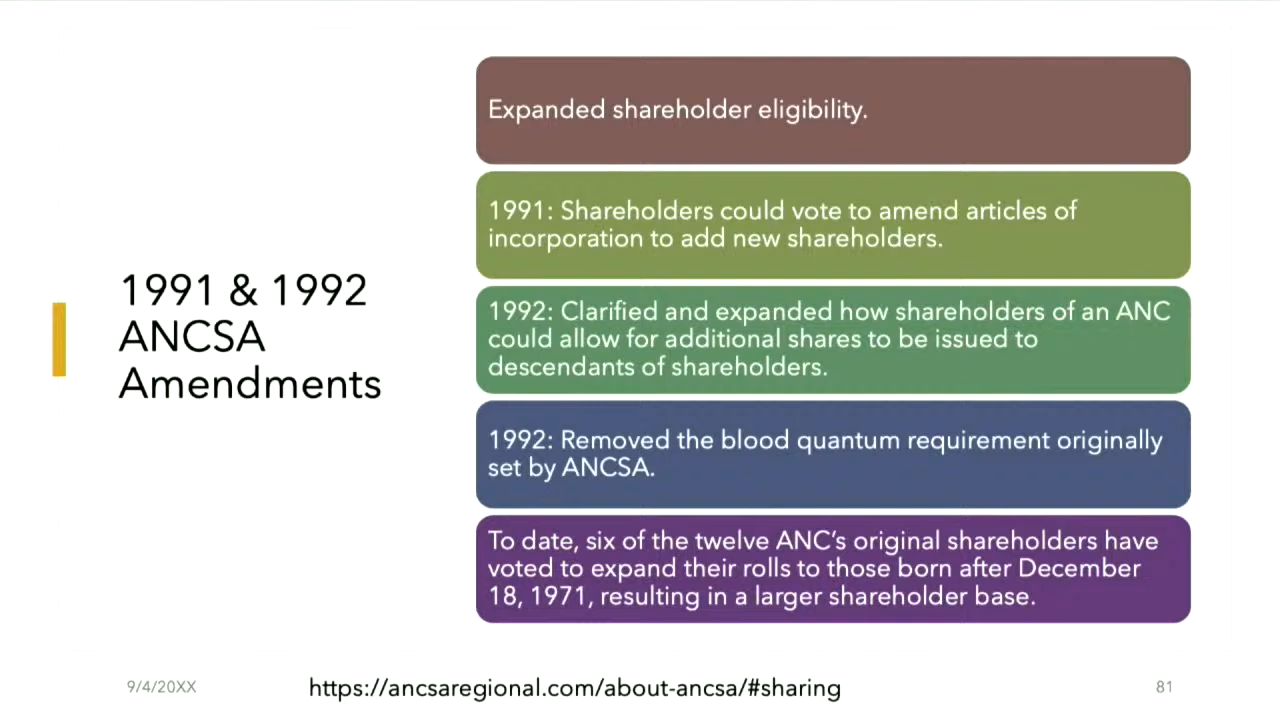 1991 & 1992
ANCSA
Amendments
Expanded shareholder eligibility.
1991: Shareholders could vote to amend articles of
incorporation to add new shareholders.
1992: Clarified and expanded how shareholders of an ANC
could allow for additional shares to be issued to
descendants of shareholders.
1992: Removed the blood quantum requirement originally
set by ANCSA.
To date, six of the twelve ANC’s original shareholders have
voted to expand their rolls to those born after December
18, 1971, resulting in a larger shareholder base.
9/4/20XX
https://ancsaregional.com/about-ancsa/#sharing
81